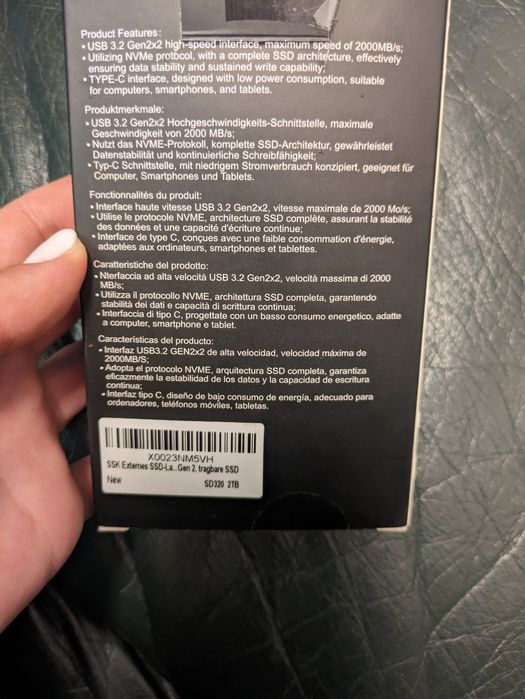 Product Features:
• USB 3.2 Gen2x2 high-speed interface, maximum speed of 2000MB/s;
• Utilizing NVMe protocol, with a complete SSD architecture, effectively
ensuring data stability and sustained write capability;
• TYPE-C interface, designed with low power consumption, suitable
for computers, smartphones, and tablets.
Produktmerkmale:
• USB 3.2 Gen2x2 Hochgeschwindigkeits-Schnittstelle, maximale
Geschwindigkeit von 2000 MB/s;
• Nutzt das NVME-Protokoll, komplette SSD-Architektur, gewährleistet
Datenstabilität und kontinuierliche Schreibfähigkeit;
• Typ-C Schnittstelle, mit niedrigem Stromverbrauch konzipiert, geeignet für
Computer, Smartphones und Tablets.
Fonctionnalités du produit:
• Interface haute vitesse USB 3.2 Gen2x2, vitesse maximale de 2000 Mo/s;
• Utilise le protocole NVME, architecture SSD complète, assurant la stabilité
des données et une capacité d'écriture continue;
• Interface de type C, conçues avec une faible consommation d'énergie,
adaptées aux ordinateurs, smartphones et tablettes.
Caratteristiche del prodotto:
• Nterfaccia ad alta velocità USB 3.2 Gen2x2, velocità massima di 2000
MB/s;
• Utilizza il protocollo NVME, architettura SSD completa, garantendo
stabilità dei dati e capacità di scrittura continua;
• Interfaccia di tipo C, progettate con un basso consumo energetico, adatte
a computer, smartphone e tablet.
Características del producto:
• Interfaz USB3.2 GEN2x2 de alta velocidad, velocidad máxima de
2000MB/S;
• Adopta el protocolo NVME, arquitectura SSD completa, garantiza
eficazmente la estabilidad de los datos y la capacidad de escritura
continua;
• Interfaz tipo C, diseño de bajo consumo de energía, adecuado para
ordenadores, teléfonos móviles, tabletas.
X0023NM5VH
SSK Externes SSD-La...Gen 2, tragbare SSD
New
SD320 2TB